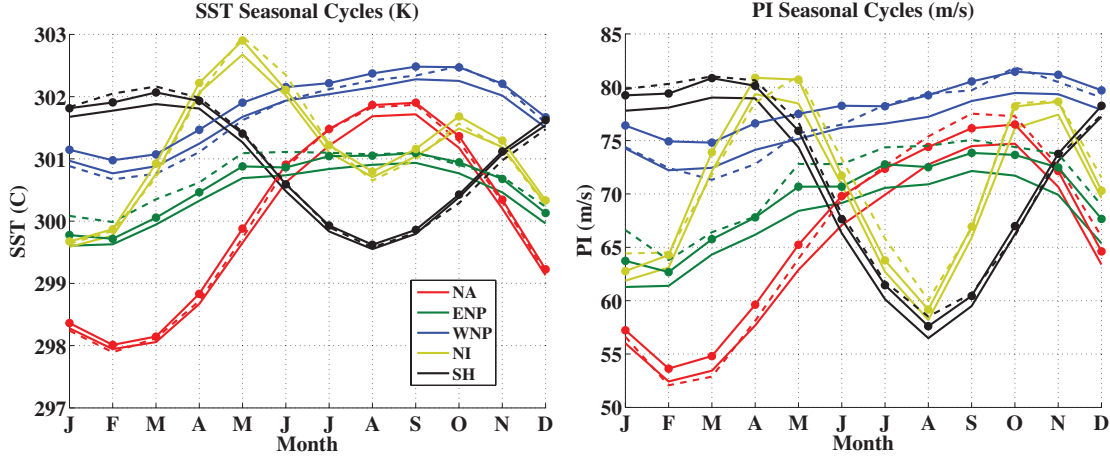 SST Seasonal Cycles (K)
303
302
301
300
299
298
297
SST (C)
J F M A M J J A S O N D
Month
NA
ENP
WNP
NI
SH
PI Seasonal Cycles (m/s)
85
80
75
70
65
60
55
50
PI (m/s)
J F M A M J J A S O N D
Month